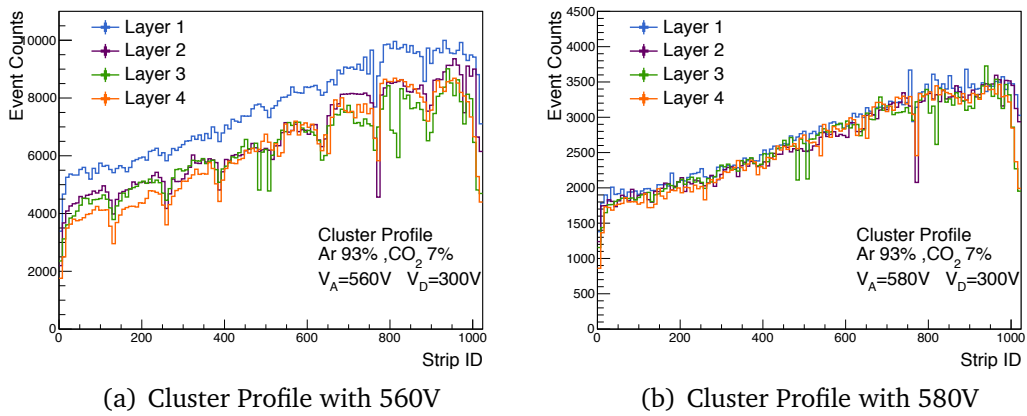 Event Counts
10000
8000
6000
4000
2000
0
Layer 1
Layer 2
Layer 3
Layer 4
Cluster Profile
Ar 93% ,CO2 7%
VA=560V VD=300V
0 200 400 600 800 1000
Strip ID
(a) Cluster Profile with 560V
Event Counts
4500
4000
3500
3000
2500
2000
1500
1000
500
0
Layer 1
Layer 2
Layer 3
Layer 4
Cluster Profile
Ar 93% ,CO2 7%
VA=580V VD=300V
0 200 400 600 800 1000
Strip ID
(b) Cluster Profile with 580V